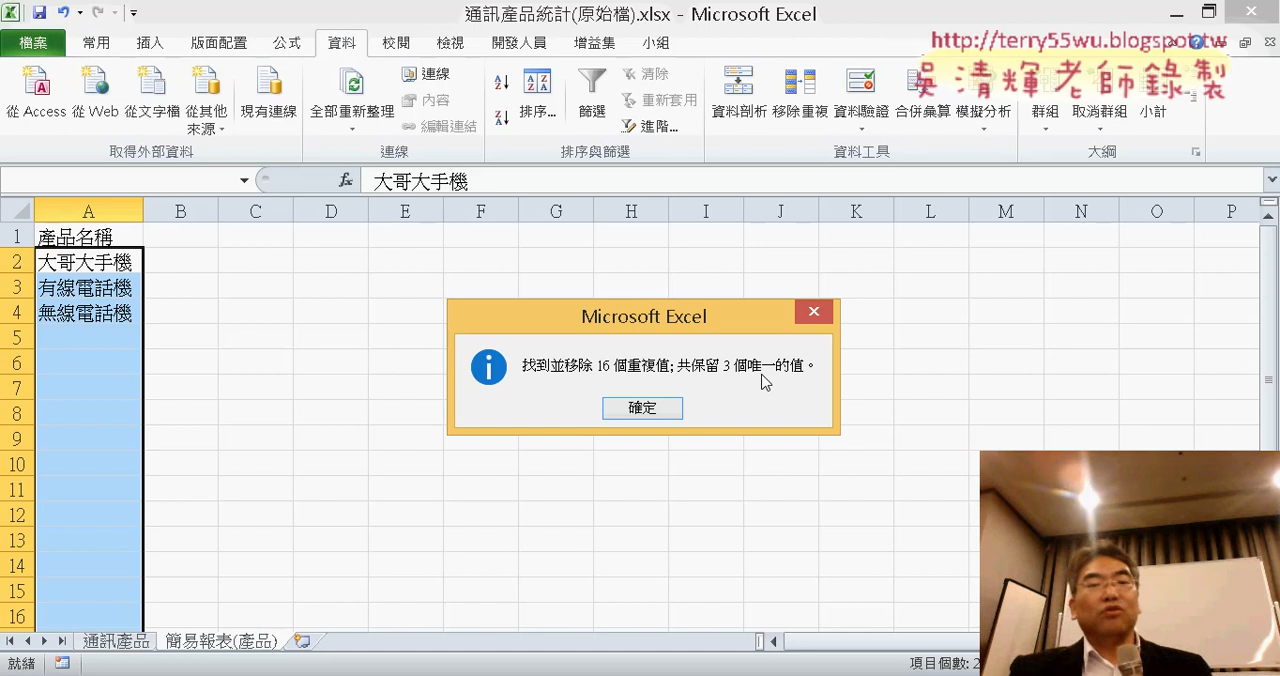 通訊產品統計(原始檔).xlsx - Microsoft Excel
檔案 常用 插入 版面配置 公式 資料 校閱 檢視 開發人員 增益集 小組
http://terry55wu.blogspot.tw
吳清輝老師錄製
從 Access 從 Web 從文字檔 從其他來源 現有連線 全部重新整理 連線 內容 編輯連結 排序... 篩選 清除 重新套用 進階... 資料剖析 移除重複 資料驗證 合併彙算 模擬分析 群組 取消群組 小計
取得外部資料 連線 排序與篩選 資料工具 大綱
fx 大哥大手機
A B C D E F G H I J K L M N O P
1 產品名稱
2 大哥大手機
3 有線電話機
4 無線電話機
5
6
7
8
9
10
11
12
13
14
15
16
Microsoft Excel
找到並移除 16 個重複值; 共保留 3 個唯一的值。
確定
通訊產品 簡易報表(產品)
就緒 項目個數: 2